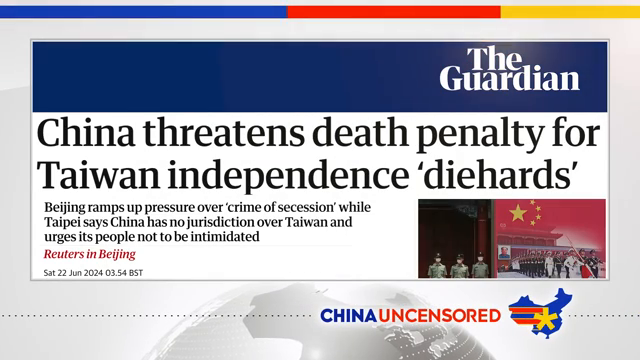 The
Guardian
China threatens death penalty for
Taiwan independence ‘diehards’
Beijing ramps up pressure over ‘crime of secession’ while
Taipei says China has no jurisdiction over Taiwan and
urges its people not to be intimidated
Reuters in Beijing
Sat 22 Jun 2024 03.54 BST
CHINAUNCENSORED